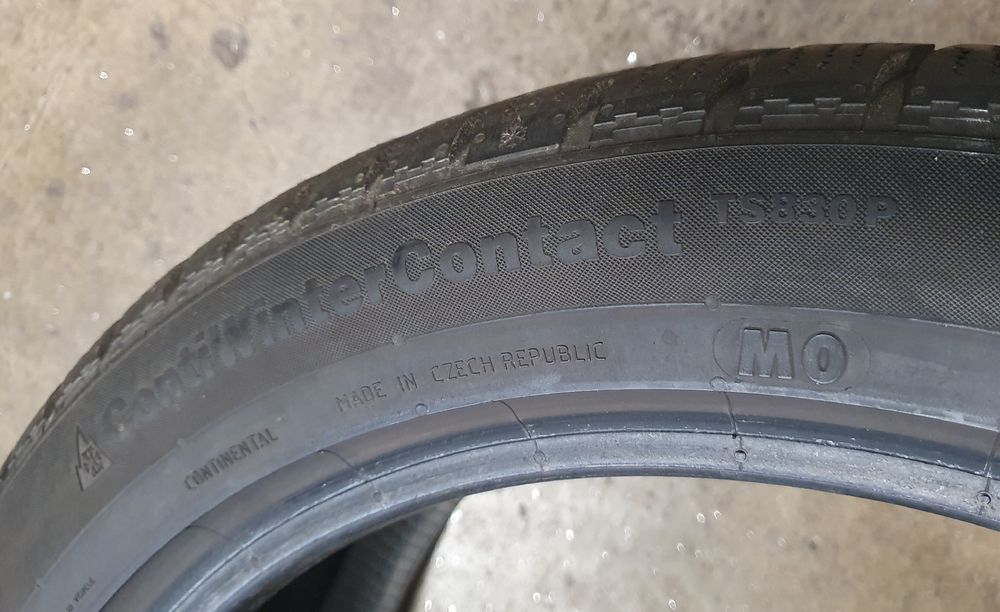 ContiWinterContact TS830P
MADE IN CZECH REPUBLIC
MO
CONTINENTAL